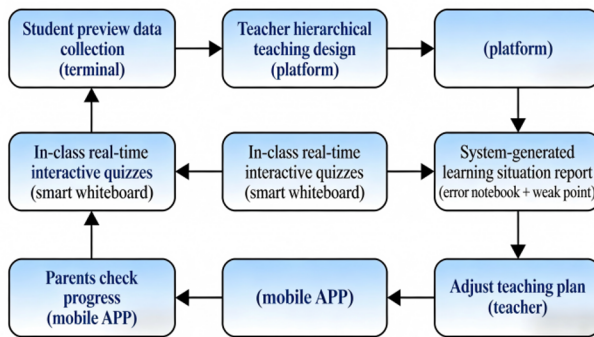 Student preview data
collection
(terminal)
Teacher hierarchical
teaching design
(platform)
(platform)
In-class real-time
interactive quizzes
(smart whiteboard)
In-class real-time
interactive quizzes
(smart whiteboard)
System-generated
learning situation report
(error notebook + weak point)
Parents check
progress
(mobile APP)
(mobile APP)
Adjust teaching plan
(teacher)